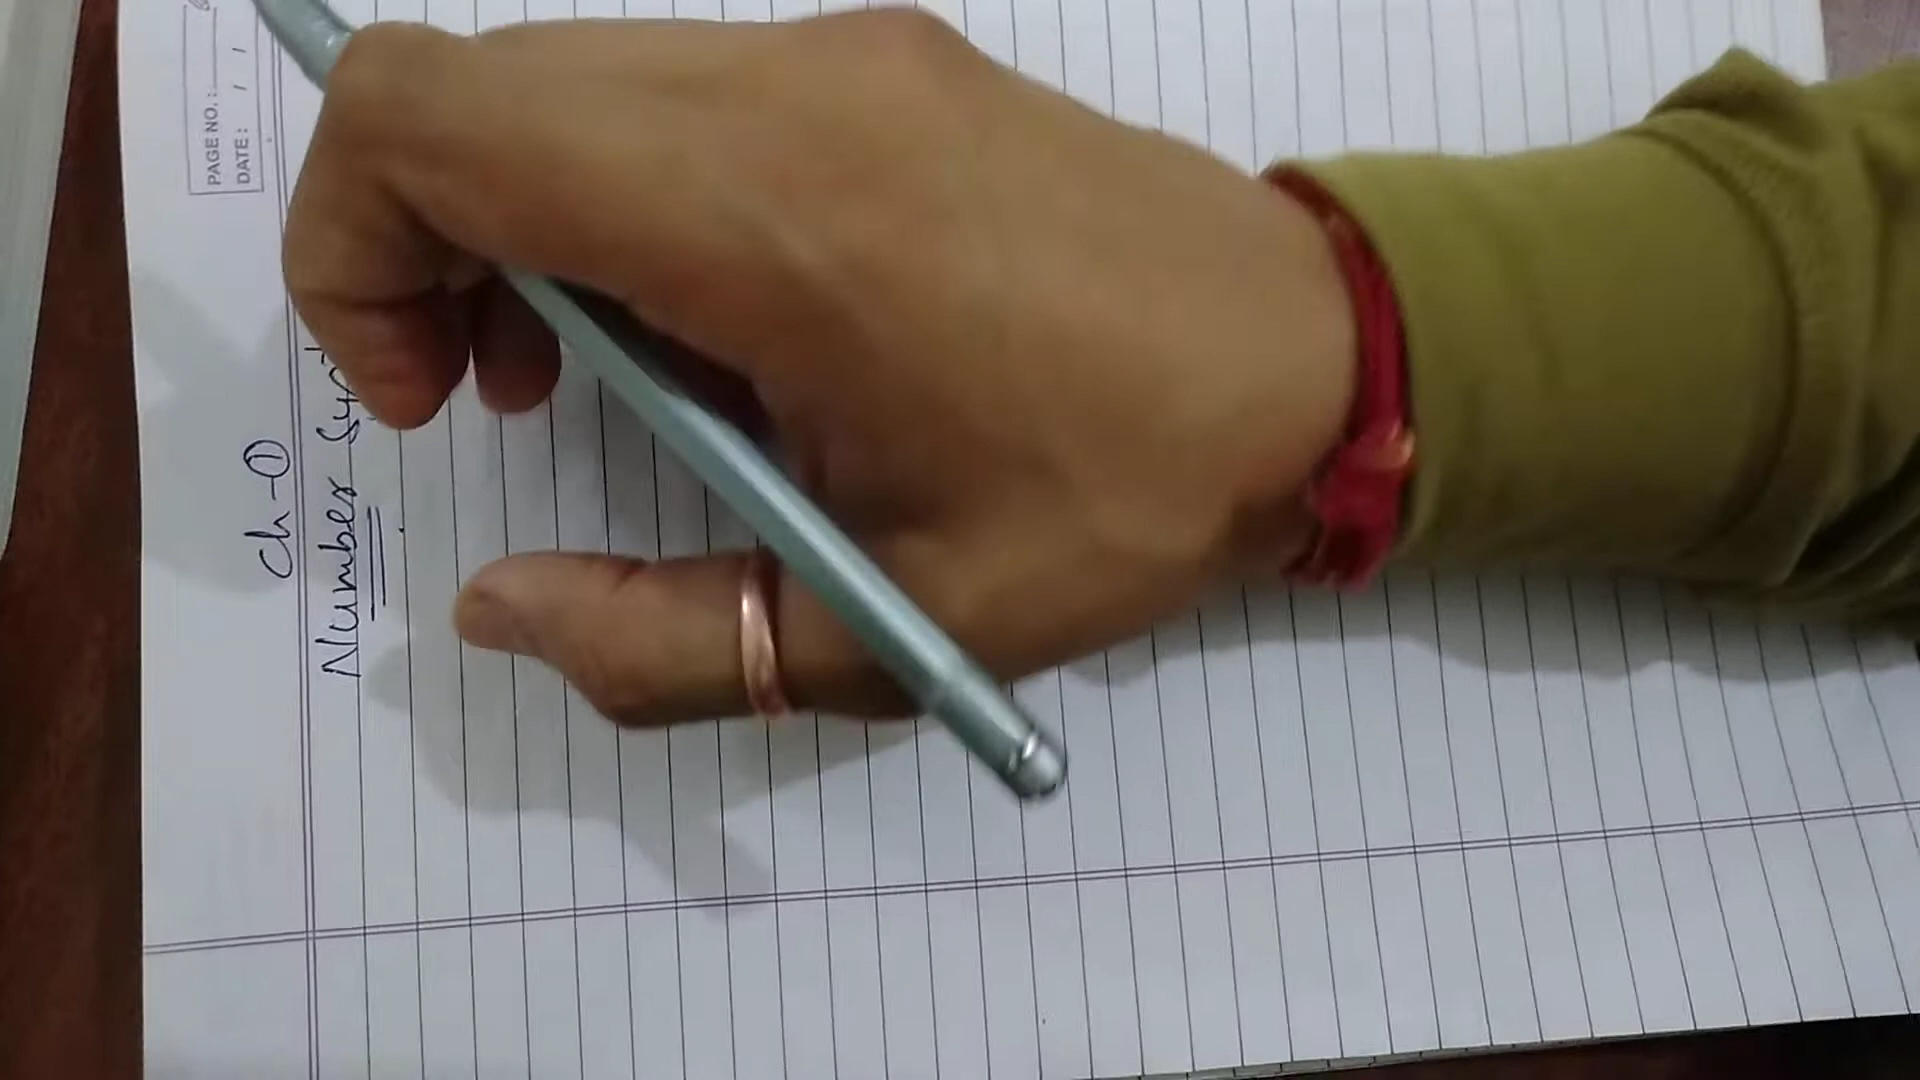 PAGE NO.:
DATE: / /
Ch-①
Number